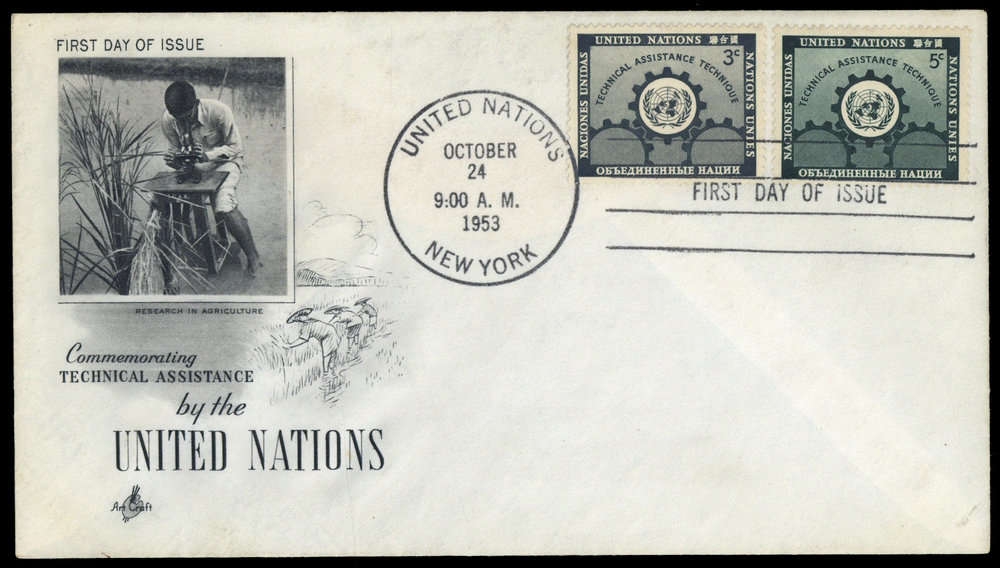 FIRST DAY OF ISSUE
RESEARCH IN AGRICULTURE
Commemorating
TECHNICAL ASSISTANCE
by the
UNITED NATIONS
Art Craft
UNITED NATIONS
OCTOBER
24
9:00 A. M.
1953
NEW YORK
UNITED NATIONS 聯合國
3c
TECHNICAL ASSISTANCE TECHNIQUE
NACIONES UNIDAS
NATIONS UNIES
ОБЪЕДИНЕННЫЕ НАЦИИ
UNITED NATIONS 聯合國
5c
TECHNICAL ASSISTANCE TECHNIQUE
NACIONES UNIDAS
NATIONS UNIES
ОБЪЕДИНЕННЫЕ НАЦИИ
FIRST DAY OF ISSUE